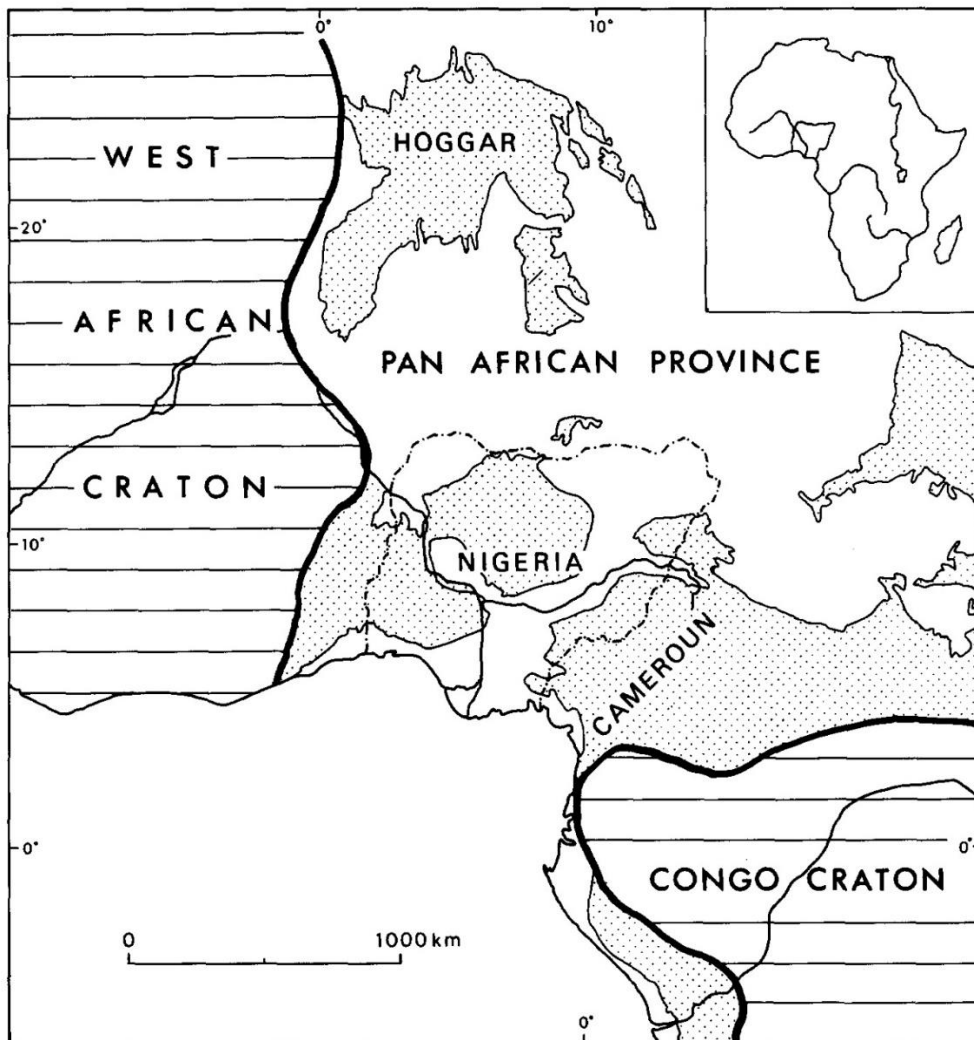 0° 10°
WEST
HOGGAR
20°
AFRICAN
PAN AFRICAN PROVINCE
CRATON
10°
NIGERIA
CAMEROUN
0° 0°
CONGO CRATON
0 1000 km
0°